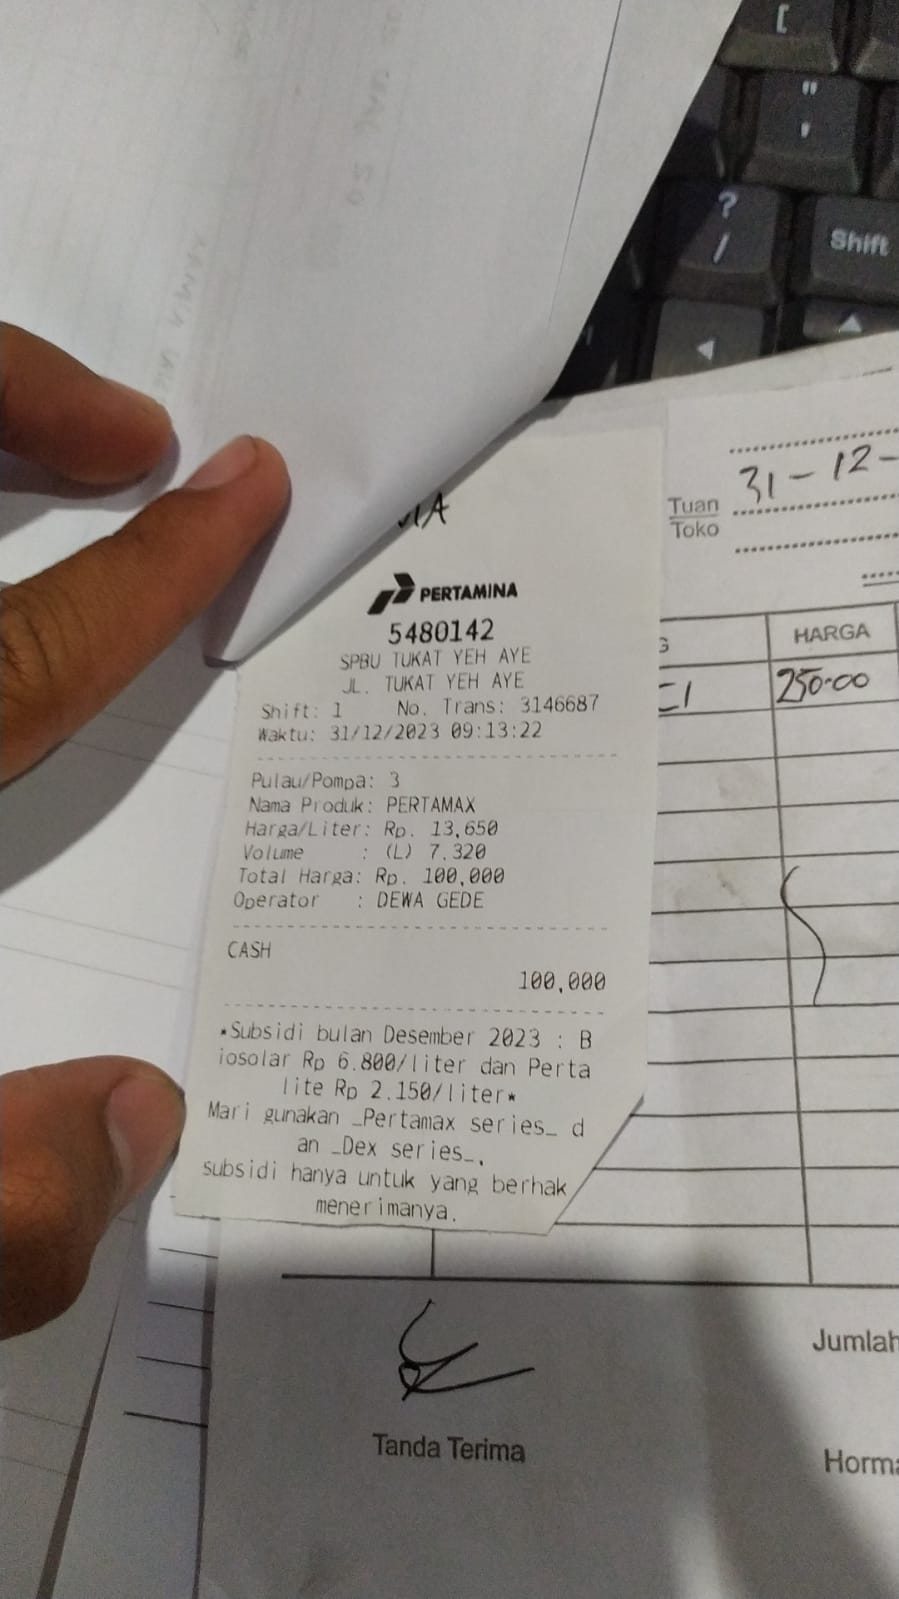 [
"
'
?
/
Shift
PERTAMINA
5480142
SPBU TUKAT YEH AYE
JL. TUKAT YEH AYE
Shift: 1 No. Trans: 3146687
Waktu: 31/12/2023 09:13:22
Pulau/Pompa: 3
Nama Produk: PERTAMAX
Harga/Liter: Rp. 13,650
Volume : (L) 7.320
Total Harga: Rp. 100,000
Operator : DEWA GEDE
CASH
100,000
*Subsidi bulan Desember 2023 : B
iosolar Rp 6.800/liter dan Perta
lite Rp 2.150/liter*
Mari gunakan _Pertamax series_ d
an _Dex series_,
subsidi hanya untuk yang berhak
menerimanya.
31-12-
Tuan
Toko
G
HARGA
250.00
Jumlah
Tanda Terima
Horma